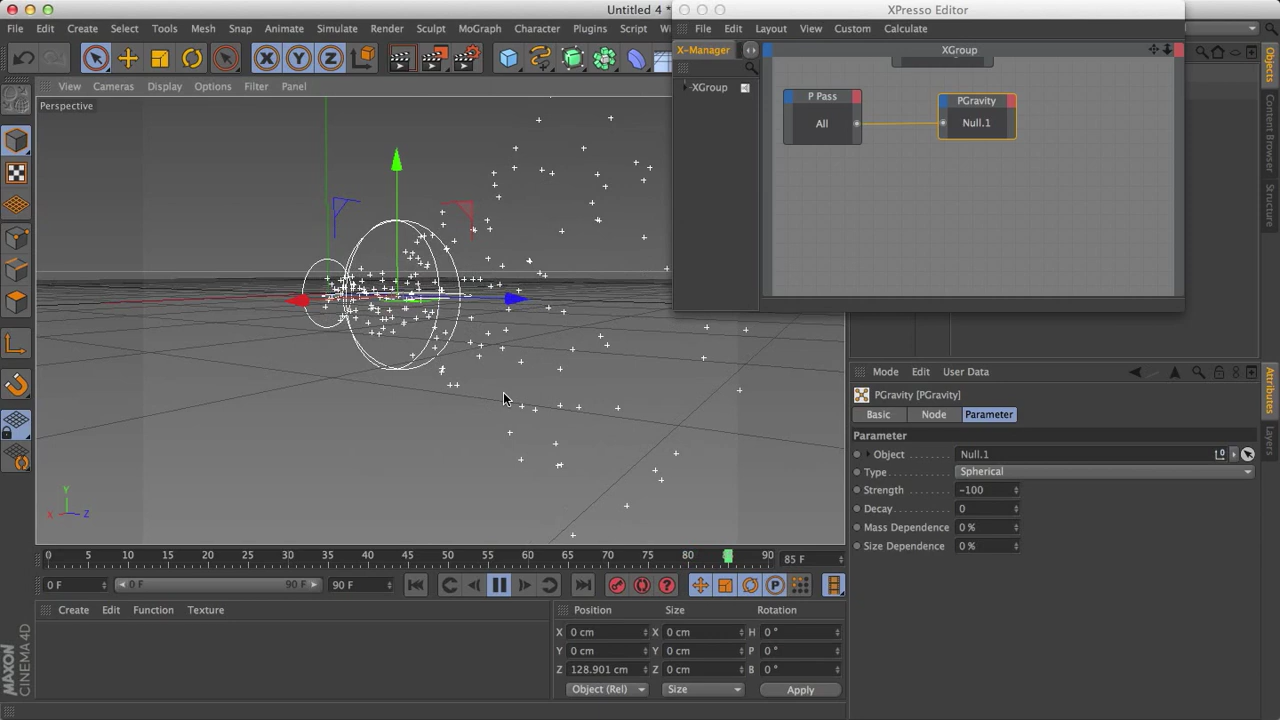 Untitled 4 *
XPresso Editor
File Edit Create Select Tools Mesh Snap Animate Simulate Render Sculpt MoGraph Character Plugins Script Wi
File Edit Layout View Custom Calculate
X-Manager
XGroup
XGroup
P Pass
All
PGravity
Null.1
View Cameras Display Options Filter Panel
Perspective
Y
X
Z
Objects
Content Browser
Structure
Attributes
Layers
Mode Edit User Data
PGravity [PGravity]
Basic Node Parameter
Parameter
Object Null.1
Type Spherical
Strength -100
Decay 0
Mass Dependence 0 %
Size Dependence 0 %
0 5 10 15 20 25 30 35 40 45 50 55 60 65 70 75 80 90 85 F
0 F 0 F 90 F 90 F
Create Edit Function Texture
Position Size Rotation
X 0 cm X 0 cm H 0 °
Y 0 cm Y 0 cm P 0 °
Z 128.901 cm Z 0 cm B 0 °
Object (Rel) Size Apply
MAXON
CINEMA 4D